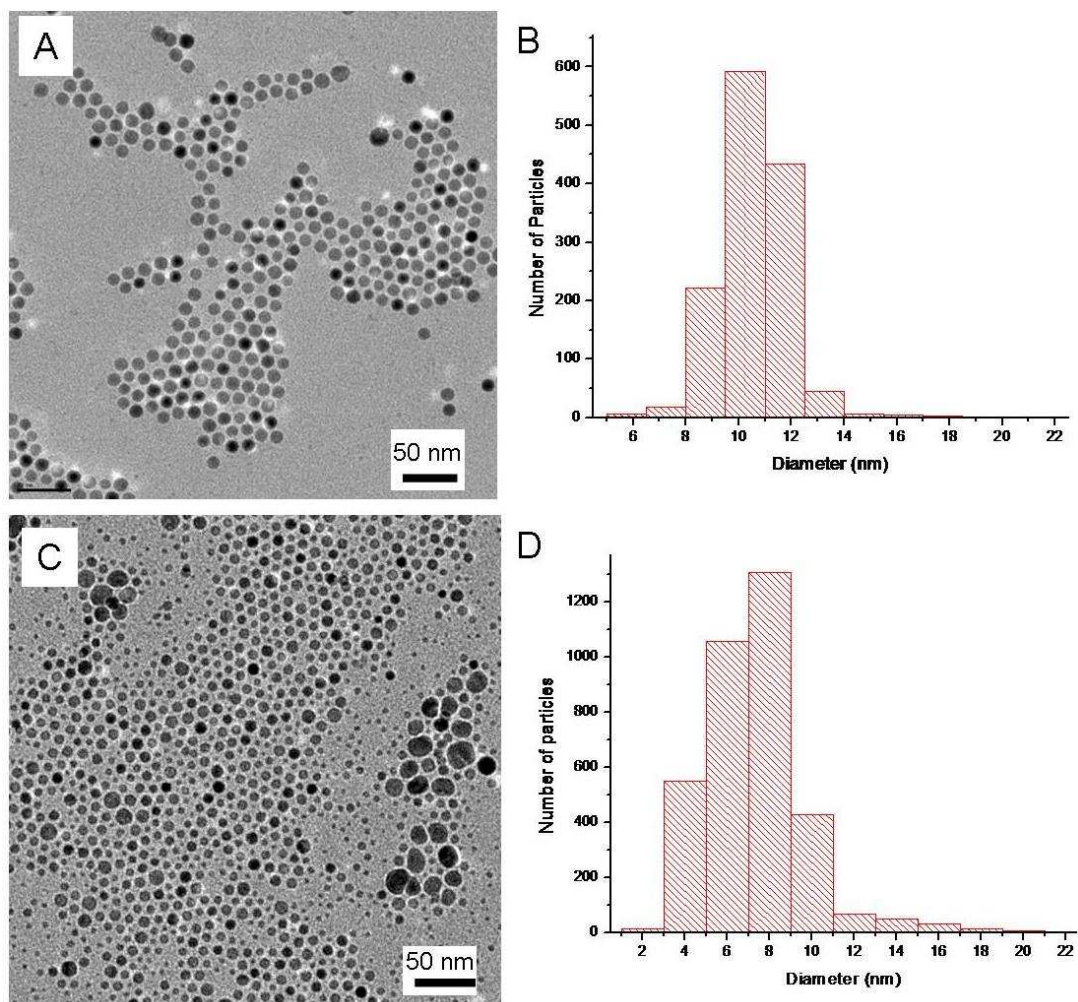 A
50 nm
B
600
500
400
300
200
100
0
Number of Particles
6 8 10 12 14 16 18 20 22
Diameter (nm)
C
50 nm
D
1200
1000
800
600
400
200
0
Number of particles
2 4 6 8 10 12 14 16 18 20 22
Diameter (nm)